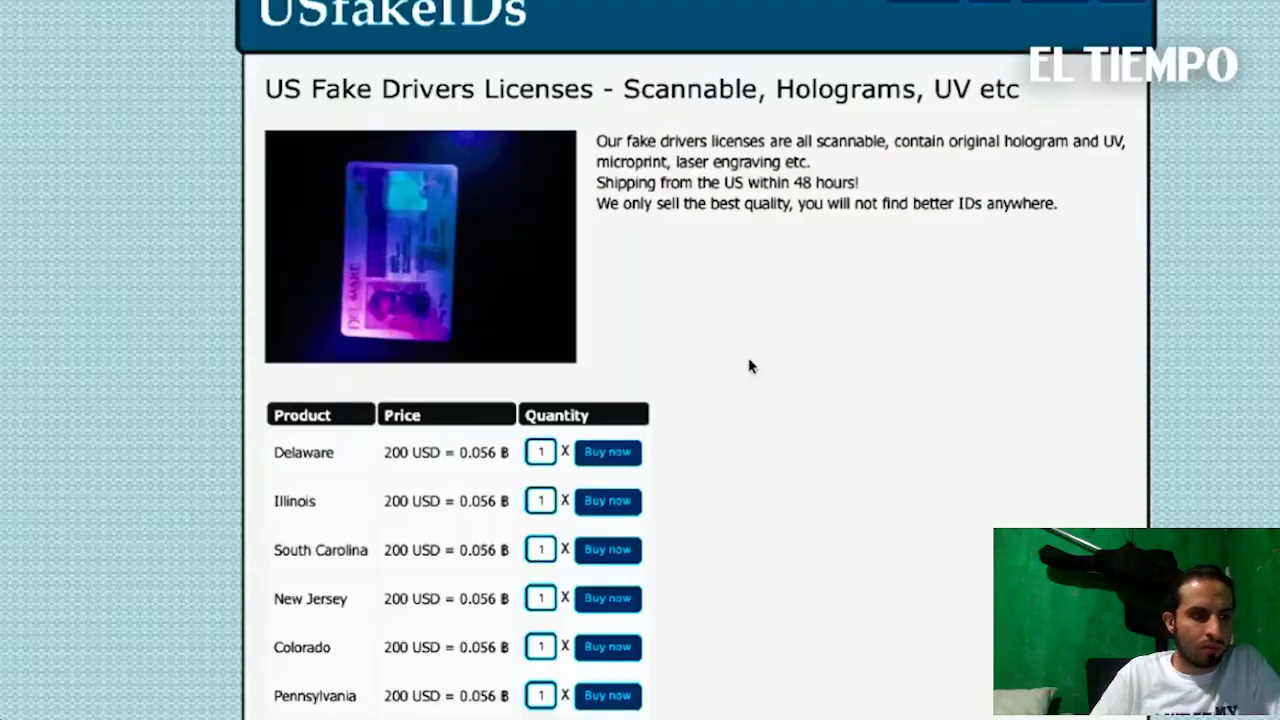 USfakeIDs
EL TIEMPO
US Fake Drivers Licenses - Scannable, Holograms, UV etc
Our fake drivers licenses are all scannable, contain original hologram and UV,
microprint, laser engraving etc.
Shipping from the US within 48 hours!
We only sell the best quality, you will not find better IDs anywhere.
DELAWARE
Product Price Quantity
Delaware 200 USD = 0.056 ฿ 1 X Buy now
Illinois 200 USD = 0.056 ฿ 1 X Buy now
South Carolina 200 USD = 0.056 ฿ 1 X Buy now
New Jersey 200 USD = 0.056 ฿ 1 X Buy now
Colorado 200 USD = 0.056 ฿ 1 X Buy now
Pennsylvania 200 USD = 0.056 ฿ 1 X Buy now